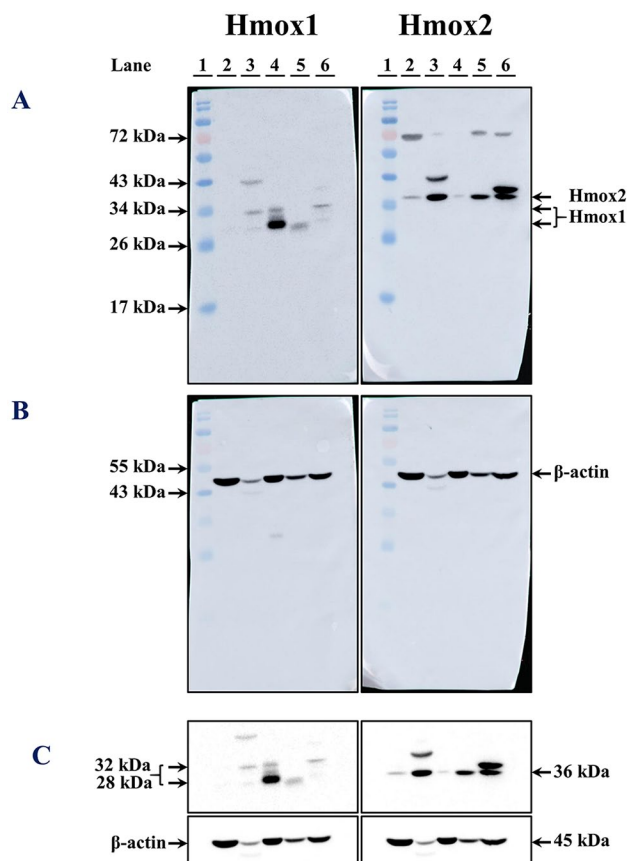 Hmox1 Hmox2
Lane 1 2 3 4 5 6 1 2 3 4 5 6
A
72 kDa
43 kDa
34 kDa
26 kDa
17 kDa
Hmox2
Hmox1
B
55 kDa
43 kDa
β-actin
C
32 kDa
28 kDa
36 kDa
β-actin
45 kDa